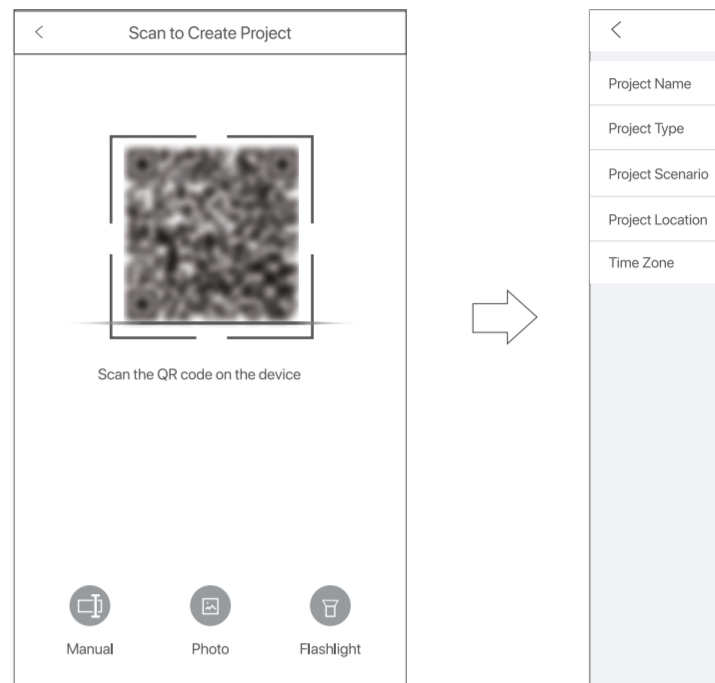 Scan to Create Project
Scan the QR code on the device
Manual
Photo
Flashlight
Project Name
Project Type
Project Scenario
Project Location
Time Zone